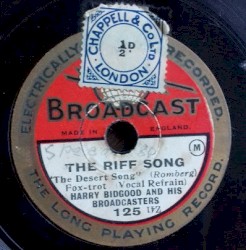 CHAPPELL & CO LTD
½D
LONDON.
ELECTRICALLY RECORDED.
BROADCAST
MADE IN ENGLAND.
M
THE RIFF SONG
"The Desert Song" (Romberg)
Fox-trot Vocal Refrain)
HARRY BIDGOOD AND HIS
BROADCASTERS
125
THE LONG PLAYING RECORD.